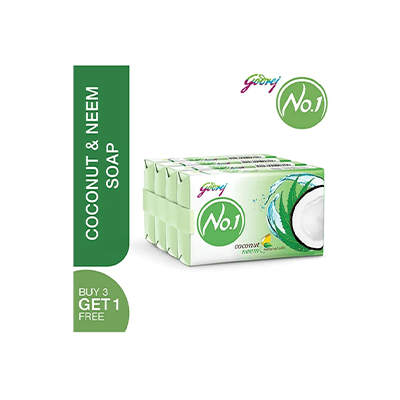 COCONUT & NEEM
SOAP
BUY 3
GET 1
FREE
Godrej
No.1
Godrej
No.1
coconut
neem